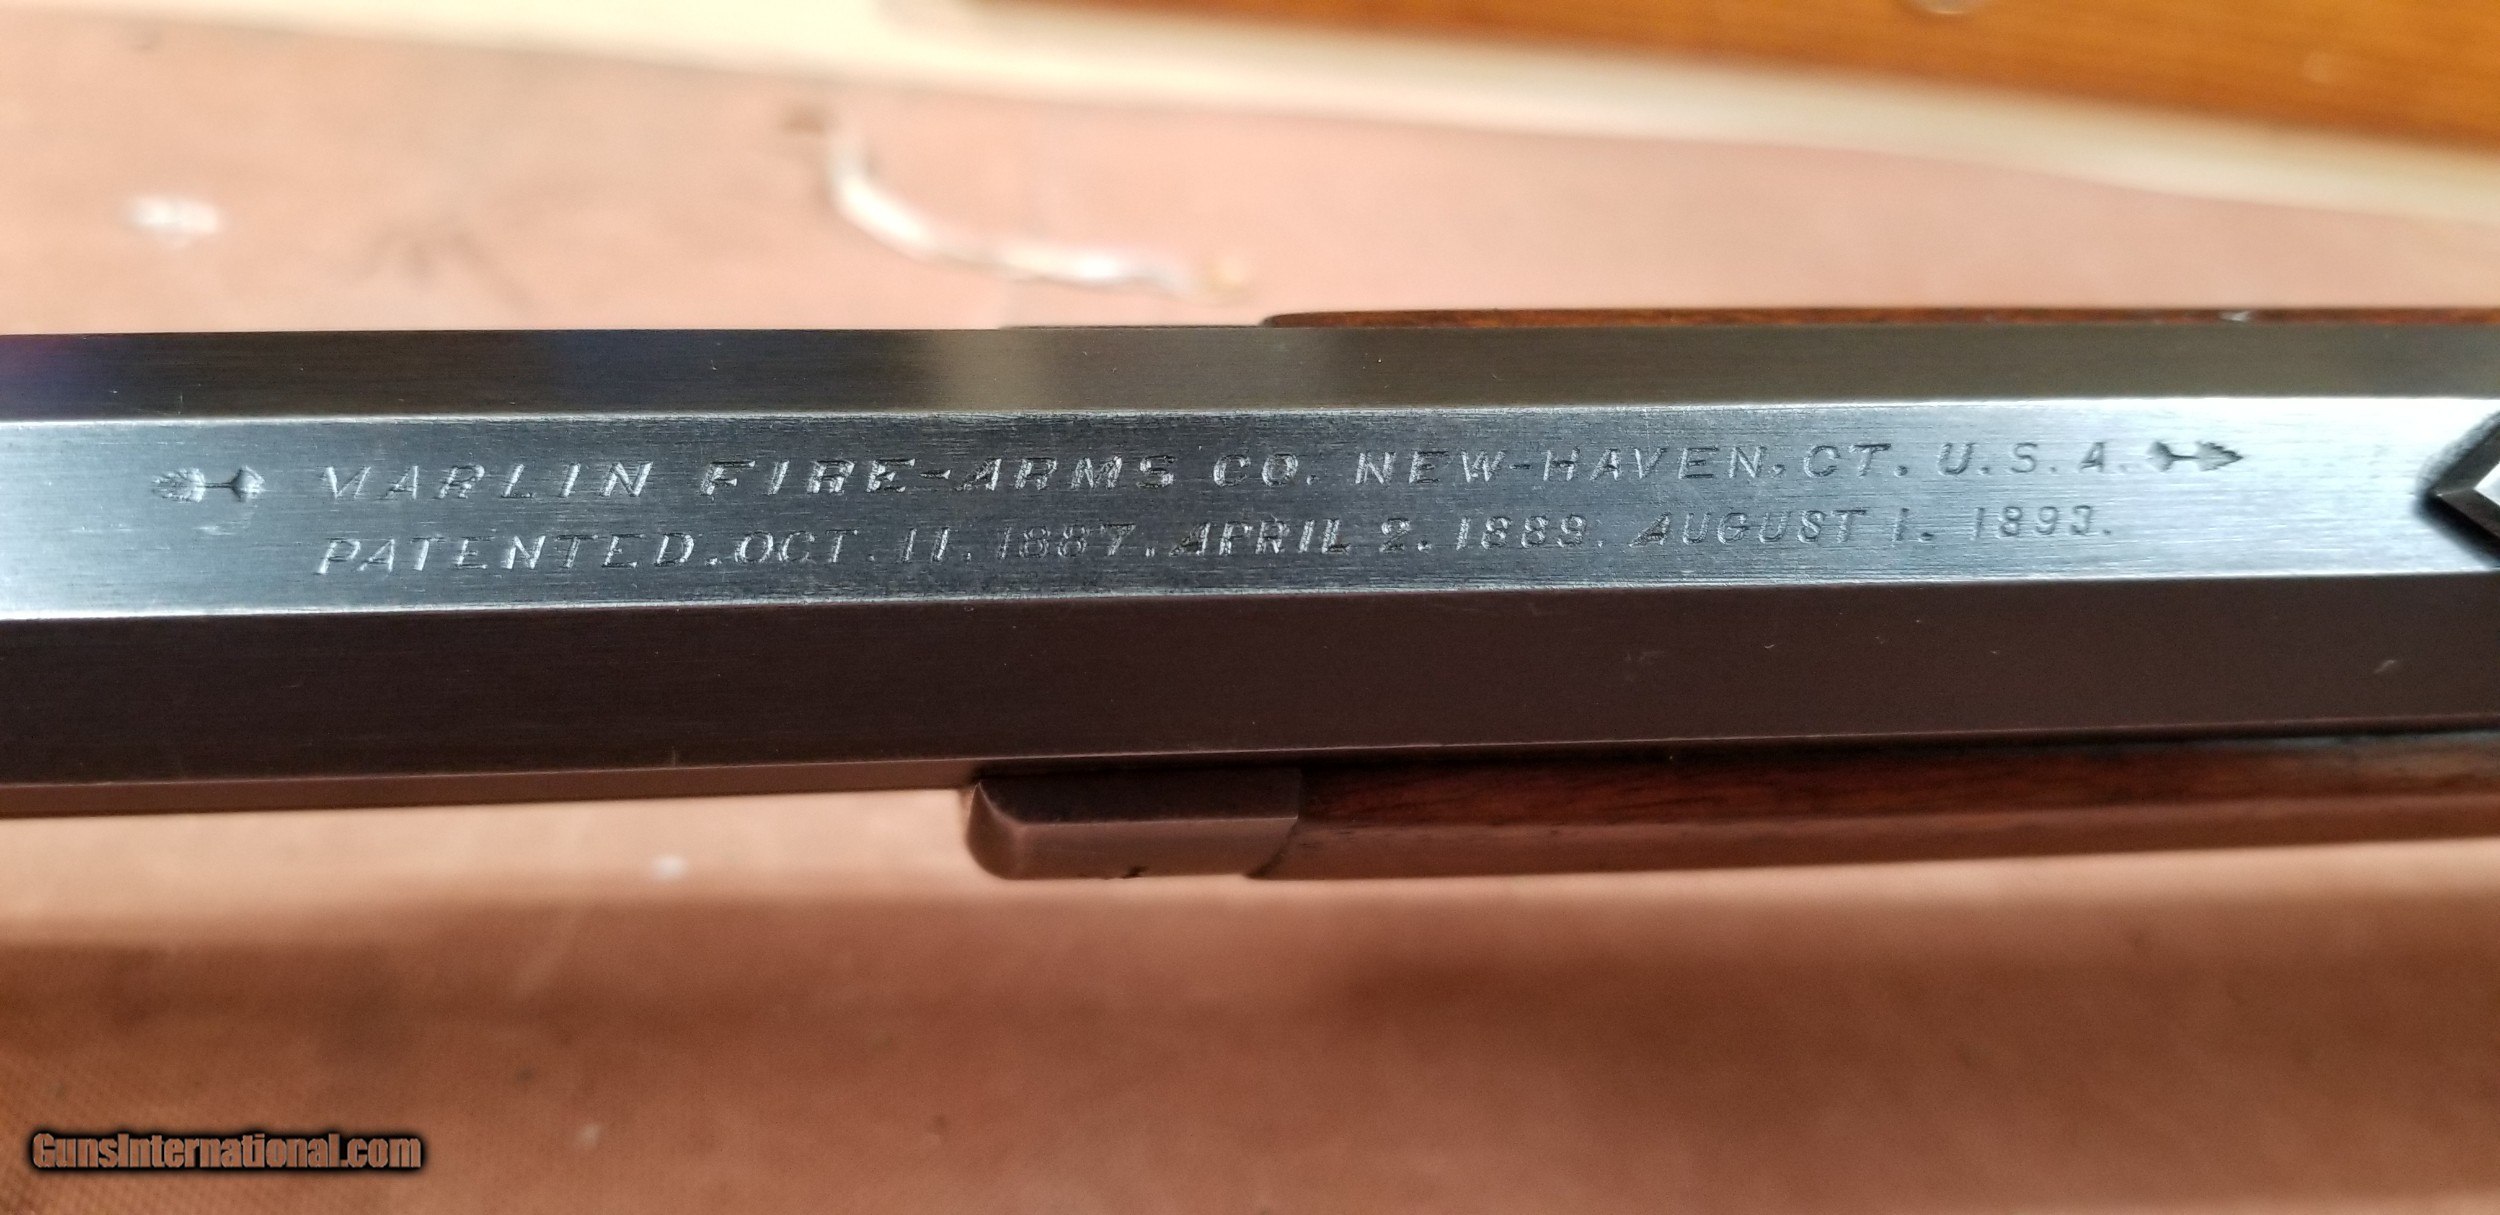 MARLIN FIRE-ARMS CO. NEW-HAVEN, CT. U.S.A.
PATENTED. OCT. 11. 1887. APRIL 2. 1889. AUGUST 1. 1893.
GunsInternational.com